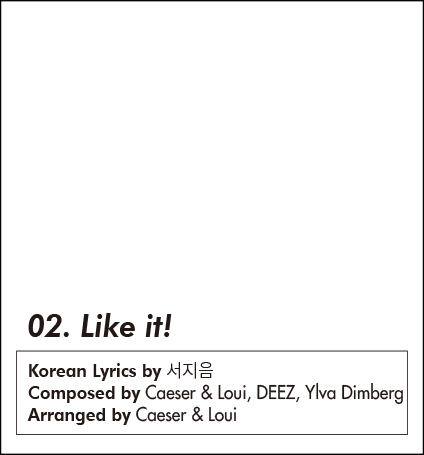 02. Like it!
Korean Lyrics by 서지음
Composed by Caeser & Loui, DEEZ, Ylva Dimberg
Arranged by Caeser & Loui